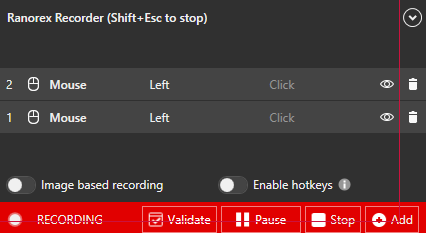 Ranorex Recorder (Shift+Esc to stop)
2 Mouse Left Click
1 Mouse Left Click
Image based recording Enable hotkeys
RECORDING Validate Pause Stop Add